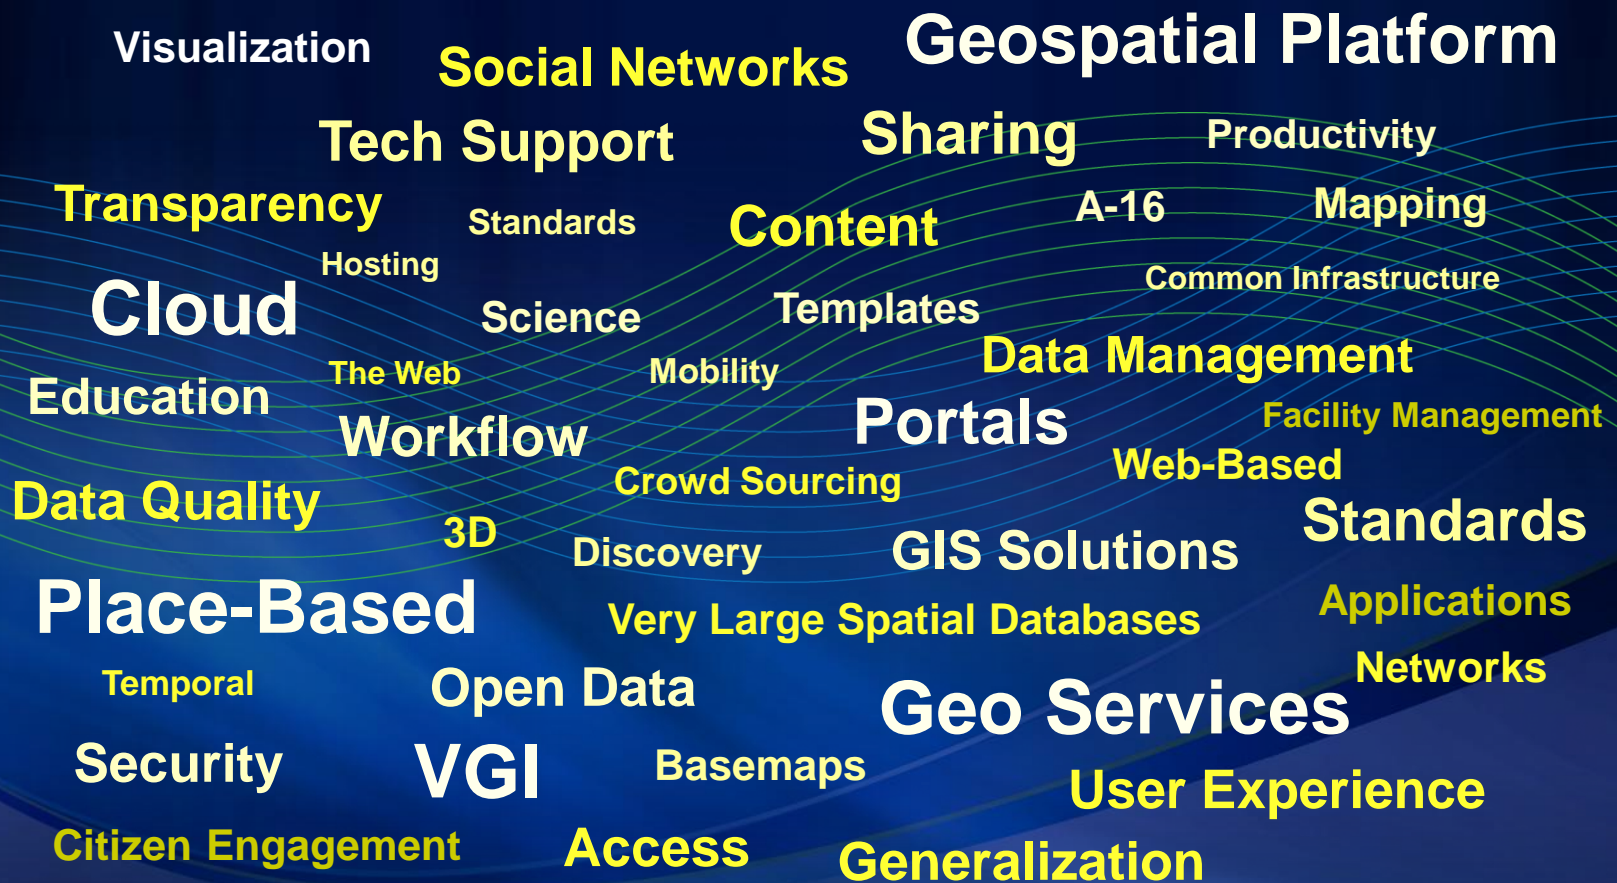 Visualization
Social Networks
Geospatial Platform
Tech Support
Sharing
Productivity
Transparency
Standards
Content
A-16
Mapping
Hosting
Cloud
Science
Templates
Common Infrastructure
The Web
Mobility
Data Management
Education
Workflow
Portals
Facility Management
Crowd Sourcing
Web-Based
Data Quality
3D
Discovery
GIS Solutions
Standards
Place-Based
Very Large Spatial Databases
Applications
Temporal
Open Data
Geo Services
Networks
Security
VGI
Basemaps
User Experience
Citizen Engagement
Access
Generalization